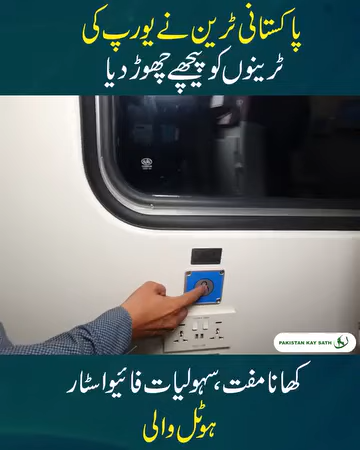 پاکستانی ٹرین نے یورپ کی
ٹرینوں کو پیچھے چھوڑ دیا
PAKISTAN KAY SATH
کھانا مفت، سہولیات فائیو اسٹار
ہوٹل والی